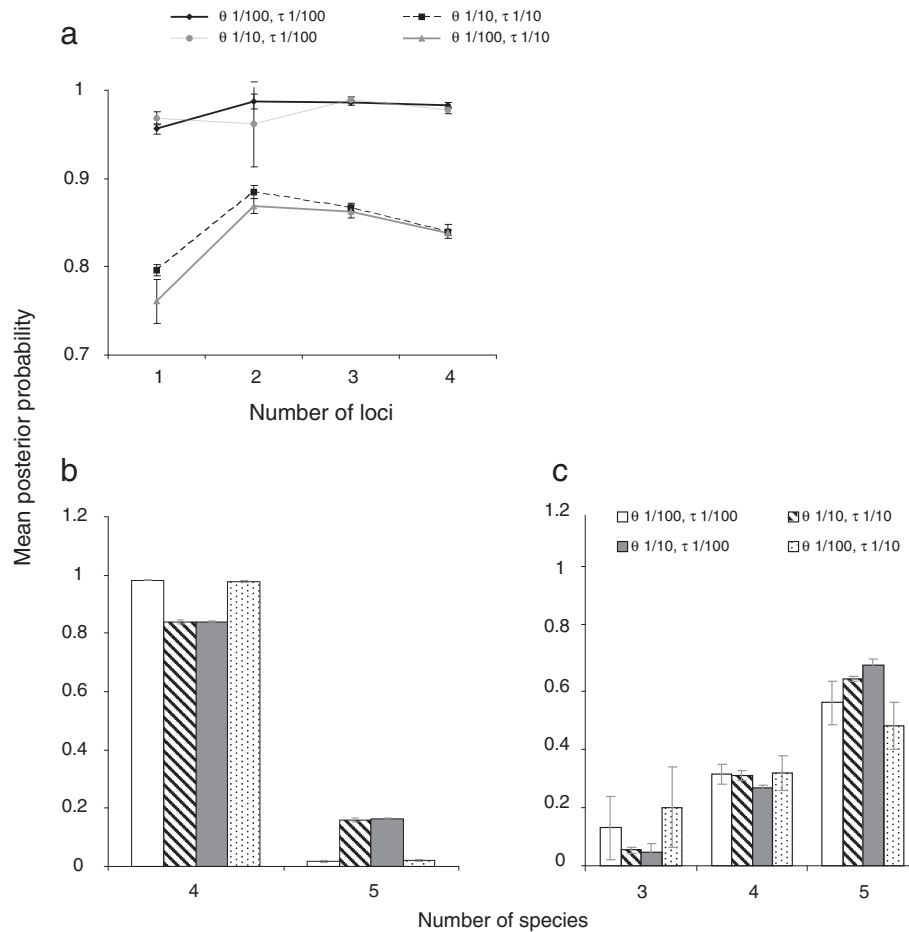 a
θ 1/100, τ 1/100
θ 1/10, τ 1/10
θ 1/10, τ 1/100
θ 1/100, τ 1/10
1
0.9
0.8
0.7
1 2 3 4
Number of loci
Mean posterior probability
b
1.2
1
0.8
0.6
0.4
0.2
0
4 5
c
θ 1/100, τ 1/100
θ 1/10, τ 1/10
θ 1/10, τ 1/100
θ 1/100, τ 1/10
1.2
1
0.8
0.6
0.4
0.2
0
3 4 5
Number of species